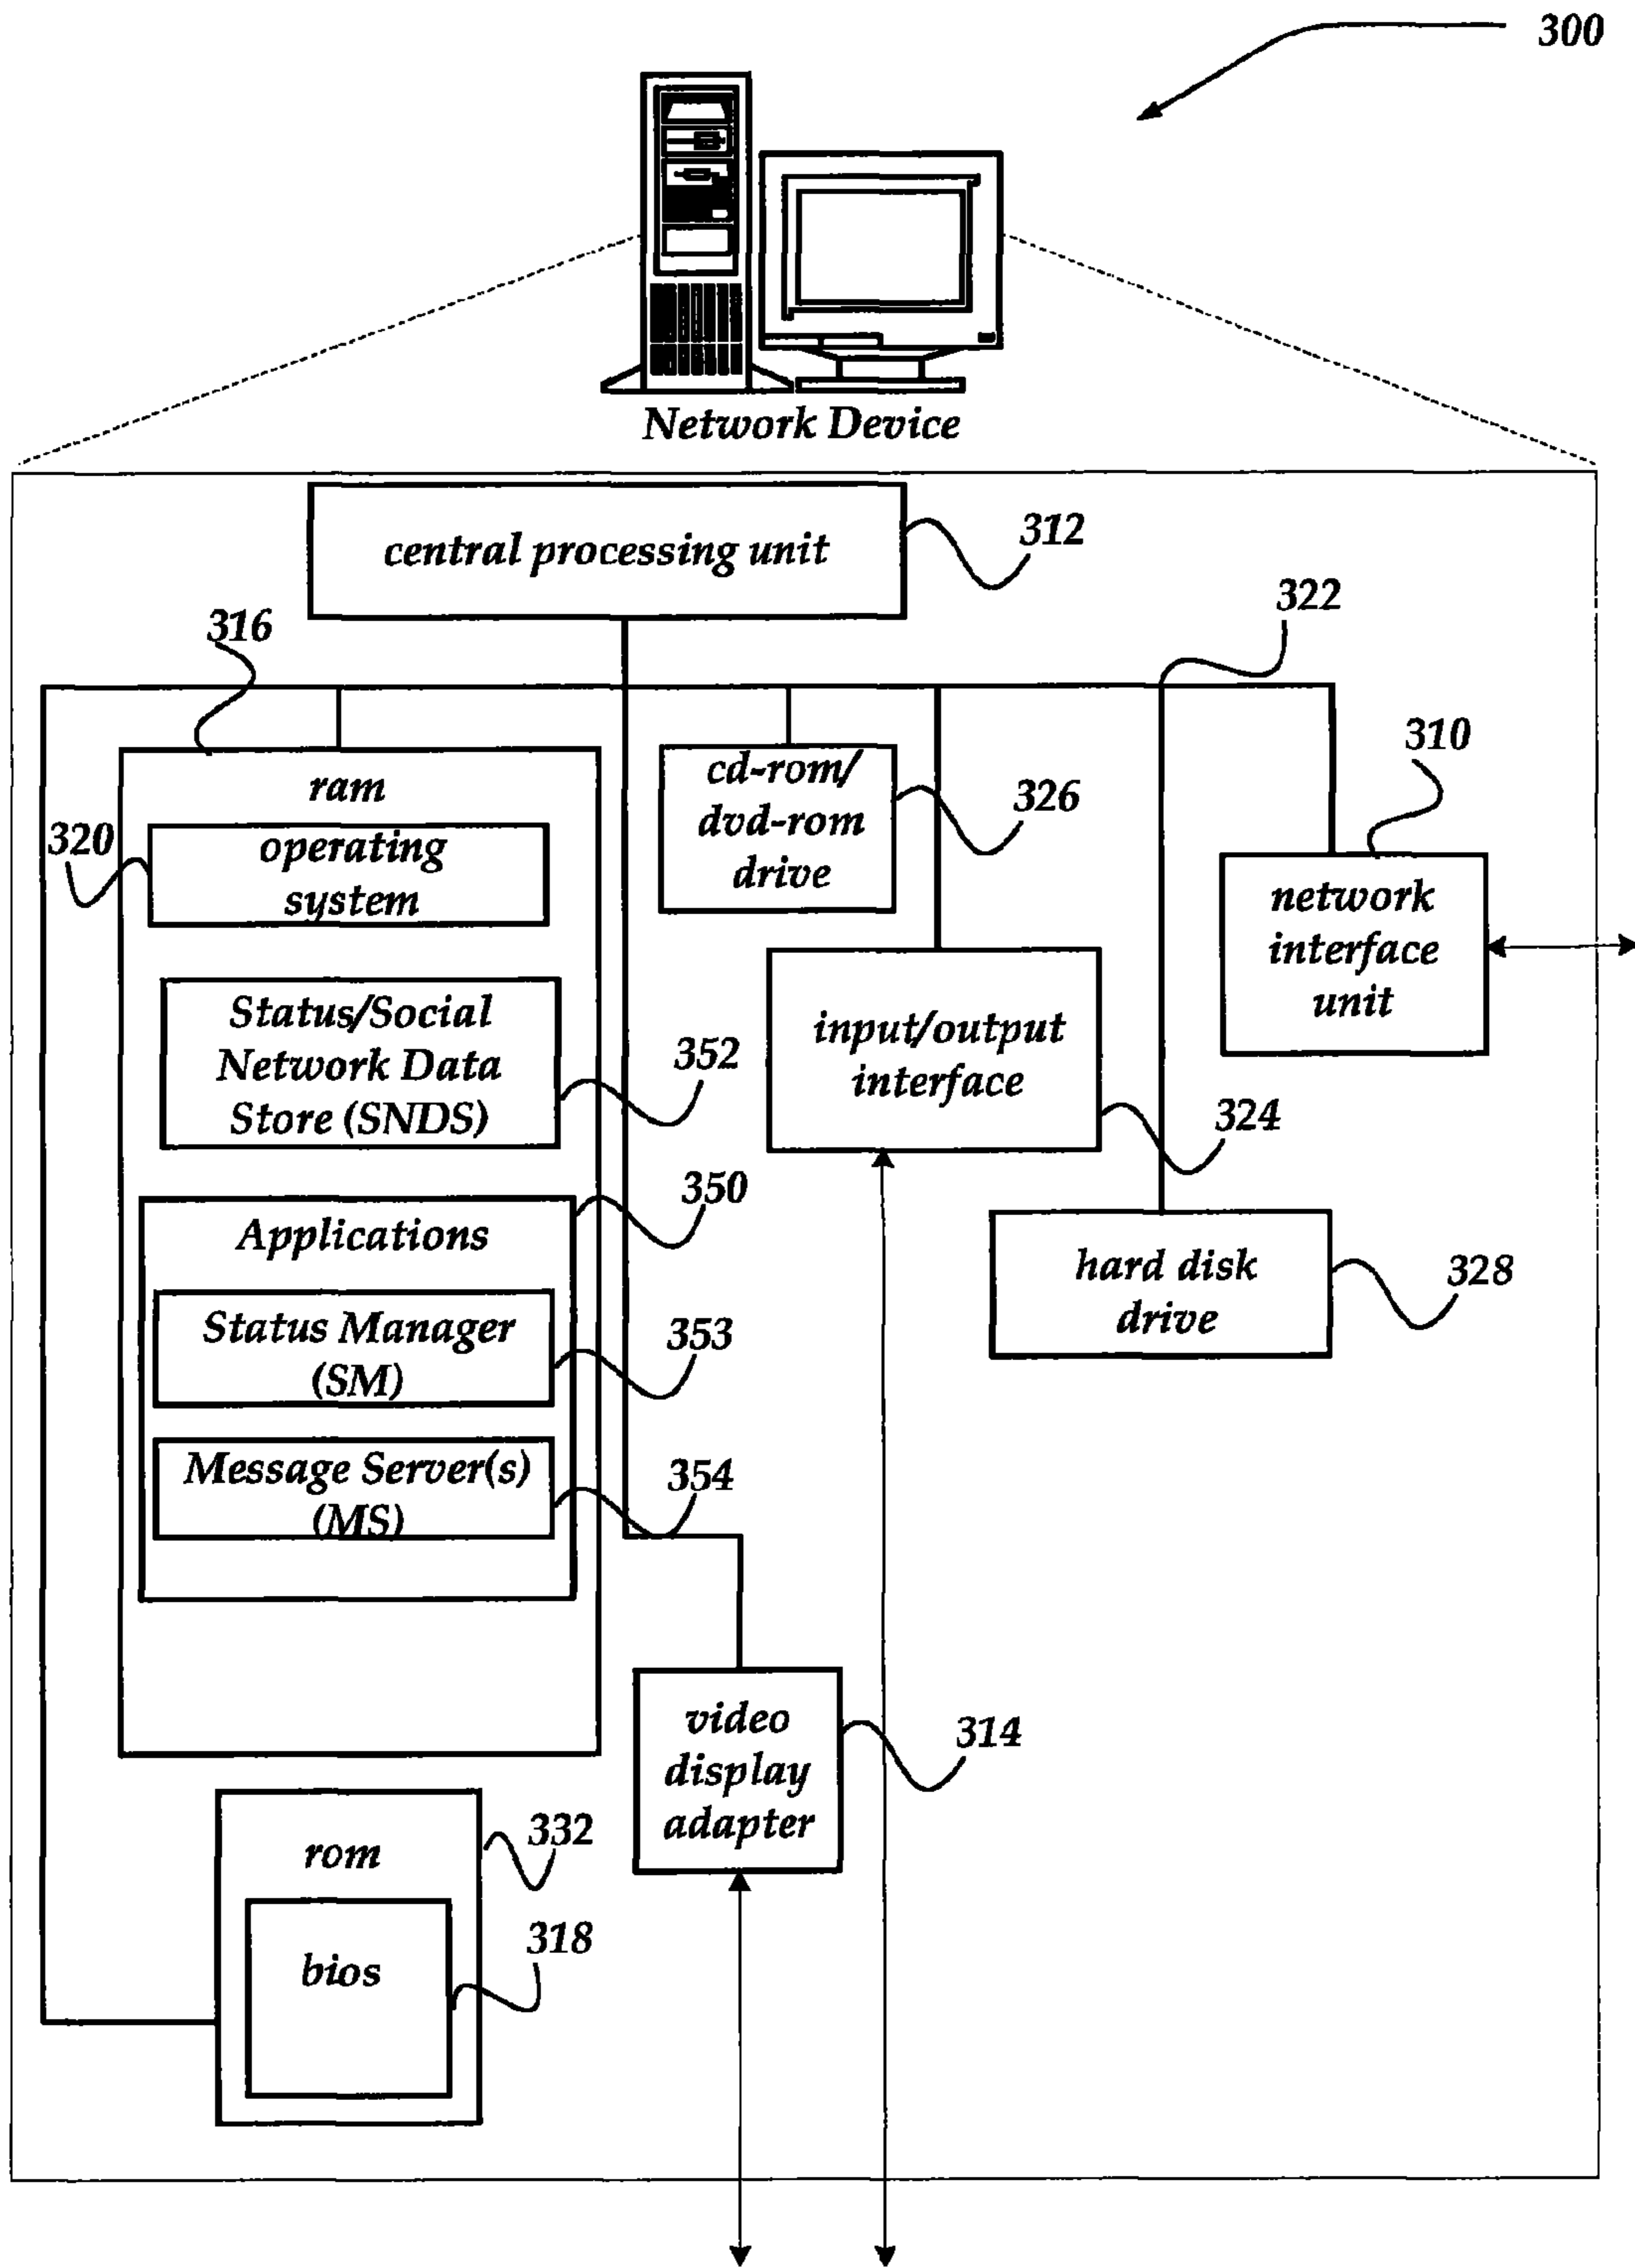 300
Network Device
central processing unit
312
322
316
310
ram
cd-rom/
dvd-rom
drive
326
320
operating
system
network
interface
unit
Status/Social
Network Data
Store (SNDS)
352
input/output
interface
324
350
Applications
hard disk
drive
328
Status Manager
(SM)
353
Message Server(s)
(MS)
354
video
display
adapter
314
rom
332
bios
318